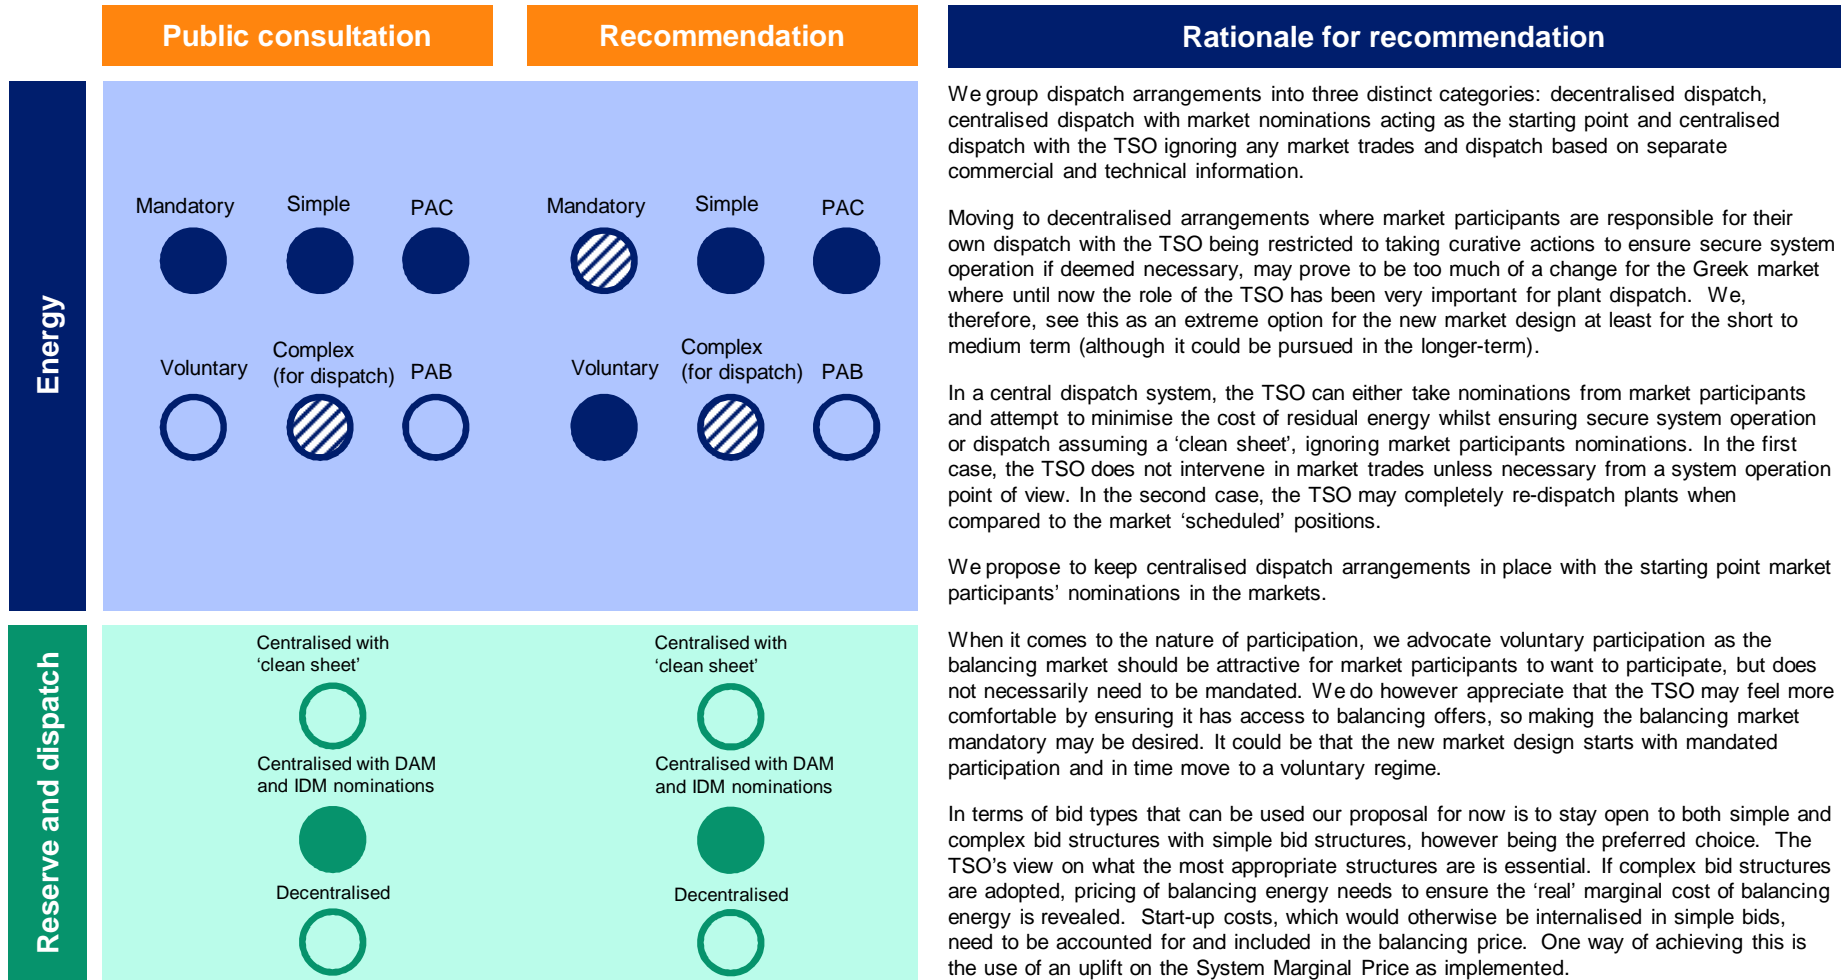 Public consultation
Recommendation
Rationale for recommendation
Energy
Mandatory
Simple
PAC
Voluntary
Complex
(for dispatch)
PAB
Mandatory
Simple
PAC
Voluntary
Complex
(for dispatch)
PAB
Reserve and dispatch
Centralised with
‘clean sheet’
Centralised with DAM
and IDM nominations
Decentralised
Centralised with
‘clean sheet’
Centralised with DAM
and IDM nominations
Decentralised
We group dispatch arrangements into three distinct categories: decentralised dispatch,
centralised dispatch with market nominations acting as the starting point and centralised
dispatch with the TSO ignoring any market trades and dispatch based on separate
commercial and technical information.
Moving to decentralised arrangements where market participants are responsible for their
own dispatch with the TSO being restricted to taking curative actions to ensure secure system
operation if deemed necessary, may prove to be too much of a change for the Greek market
where until now the role of the TSO has been very important for plant dispatch. We,
therefore, see this as an extreme option for the new market design at least for the short to
medium term (although it could be pursued in the longer-term).
In a central dispatch system, the TSO can either take nominations from market participants
and attempt to minimise the cost of residual energy whilst ensuring secure system operation
or dispatch assuming a ‘clean sheet’, ignoring market participants nominations. In the first
case, the TSO does not intervene in market trades unless necessary from a system operation
point of view. In the second case, the TSO may completely re-dispatch plants when
compared to the market ‘scheduled’ positions.
We propose to keep centralised dispatch arrangements in place with the starting point market
participants’ nominations in the markets.
When it comes to the nature of participation, we advocate voluntary participation as the
balancing market should be attractive for market participants to want to participate, but does
not necessarily need to be mandated. We do however appreciate that the TSO may feel more
comfortable by ensuring it has access to balancing offers, so making the balancing market
mandatory may be desired. It could be that the new market design starts with mandated
participation and in time move to a voluntary regime.
In terms of bid types that can be used our proposal for now is to stay open to both simple and
complex bid structures with simple bid structures, however being the preferred choice. The
TSO’s view on what the most appropriate structures are is essential. If complex bid structures
are adopted, pricing of balancing energy needs to ensure the ‘real’ marginal cost of balancing
energy is revealed. Start-up costs, which would otherwise be internalised in simple bids,
need to be accounted for and included in the balancing price. One way of achieving this is
the use of an uplift on the System Marginal Price as implemented.